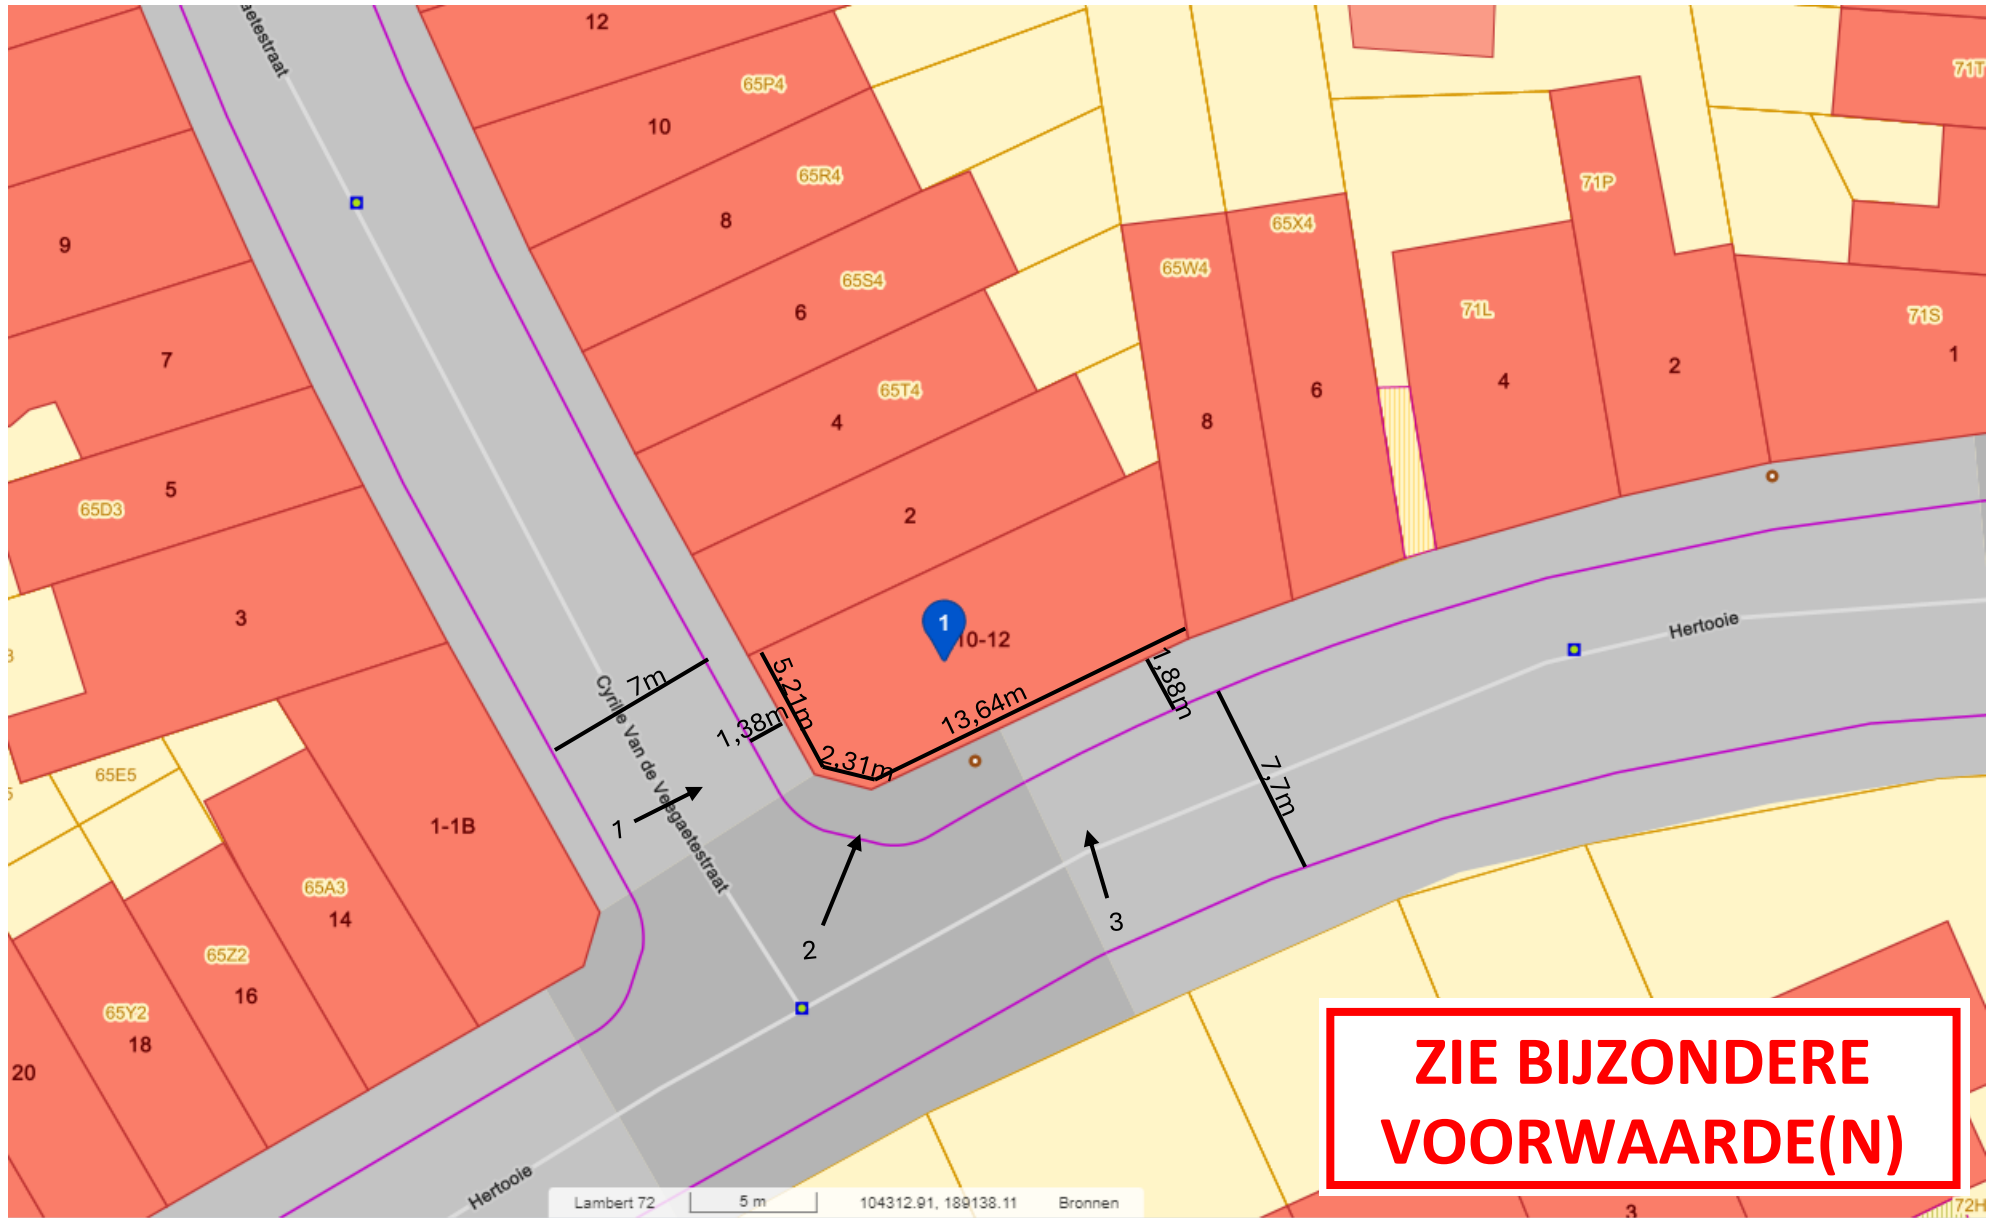 aetestraat
12
65P4
10
71T
65R4
71P
8
65X4
9
65W4
65S4
6
71L
71S
1
7
2
4
65T4
6
4
8
5
65D3
2
3
Hertooie
1
10-12
7m
5,21m
1,88m
13,64m
1,38m
2,31m
Cyrille Van de Veegaetestraat
65E5
7,7m
1
1-1B
65A3
14
2
3
65Z2
16
65Y2
18
20
ZIE BIJZONDERE
VOORWAARDE(N)
Hertooie
Lambert 72
5 m
104312.91, 189138.11
Bronnen
3
72H